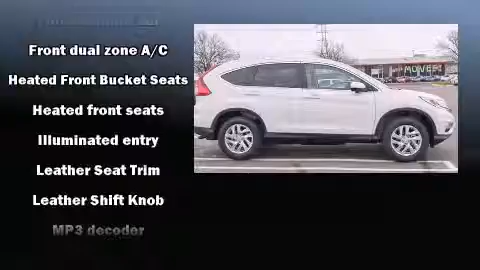 Front dual zone A/C
Heated Front Bucket Seats
Heated front seats
Illuminated entry
Leather Seat Trim
Leather Shift Knob
MP3 decoder
MOVE